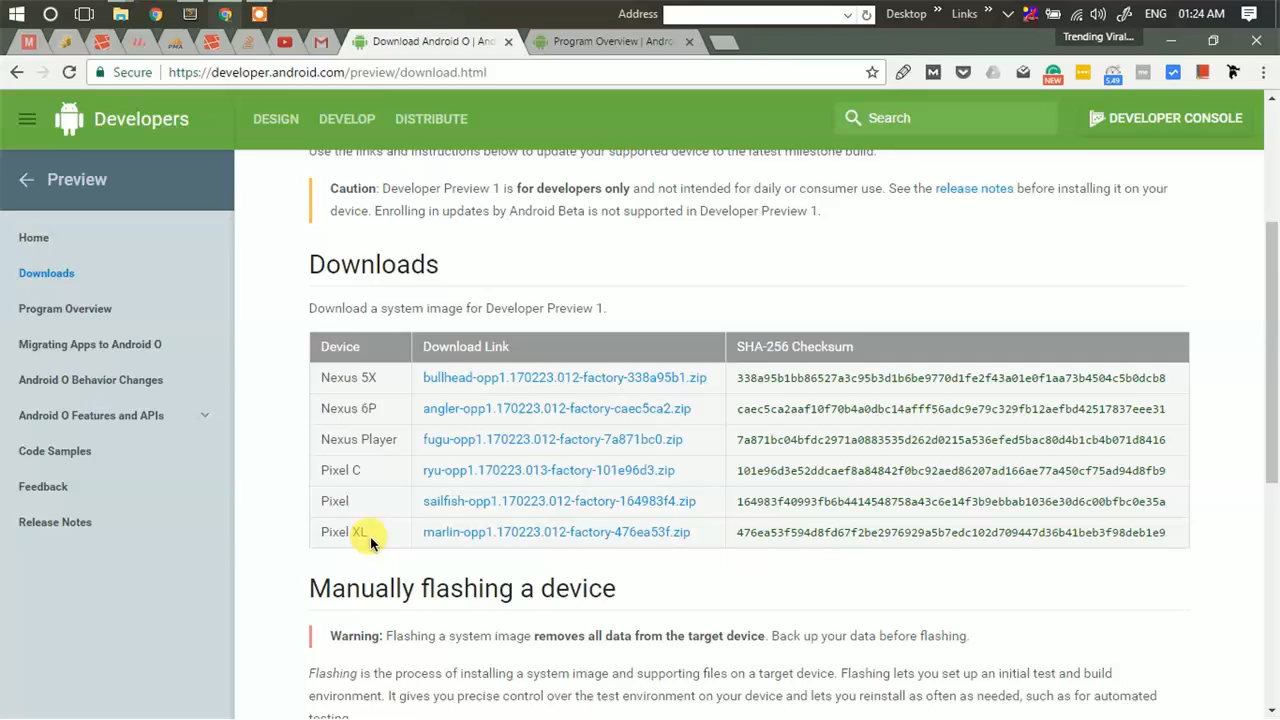 Address
Desktop
Links
ENG
01:24 AM
Download Android O | An
Program Overview | Andro
Trending Viral...
Secure
https://developer.android.com/preview/download.html
NEW
5.49
Developers
DESIGN
DEVELOP
DISTRIBUTE
Search
DEVELOPER CONSOLE
Preview
Home
Downloads
Program Overview
Migrating Apps to Android O
Android O Behavior Changes
Android O Features and APIs
Code Samples
Feedback
Release Notes
Use the links and instructions below to update your supported device to the latest milestone build.
Caution: Developer Preview 1 is for developers only and not intended for daily or consumer use. See the release notes before installing it on your
device. Enrolling in updates by Android Beta is not supported in Developer Preview 1.
Downloads
Download a system image for Developer Preview 1.
Device Download Link SHA-256 Checksum
Nexus 5X bullhead-opp1.170223.012-factory-338a95b1.zip 338a95b1bb86527a3c95b3d1b6be9770d1fe2f43a01e0f1aa73b4504c5b0dcb8
Nexus 6P angler-opp1.170223.012-factory-caec5ca2.zip caec5ca2aaf10f70b4a0dbc14afff56adc9e79c329fb12aefbd42517837eee31
Nexus Player fugu-opp1.170223.012-factory-7a871bc0.zip 7a871bc04bfdc2971a0883535d262d0215a536efed5bac80d4b1cb4b071d8416
Pixel C ryu-opp1.170223.013-factory-101e96d3.zip 101e96d3e52ddcaef8a84842f0bc92aed86207ad166ae77a450cf75ad94d8fb9
Pixel sailfish-opp1.170223.012-factory-164983f4.zip 164983f40993fb6b4414548758a43c6e14f3b9ebbab1036e30d6c00bfbc0e35a
Pixel XL marlin-opp1.170223.012-factory-476ea53f.zip 476ea53f594d8fd67f2be2976929a5b7edc102d709447d36b41beb3f98deb1e9
Manually flashing a device
Warning: Flashing a system image removes all data from the target device. Back up your data before flashing.
Flashing is the process of installing a system image and supporting files on a target device. Flashing lets you set up an initial test and build
environment. It gives you precise control over the test environment on your device and lets you reinstall as often as needed, such as for automated
testing.